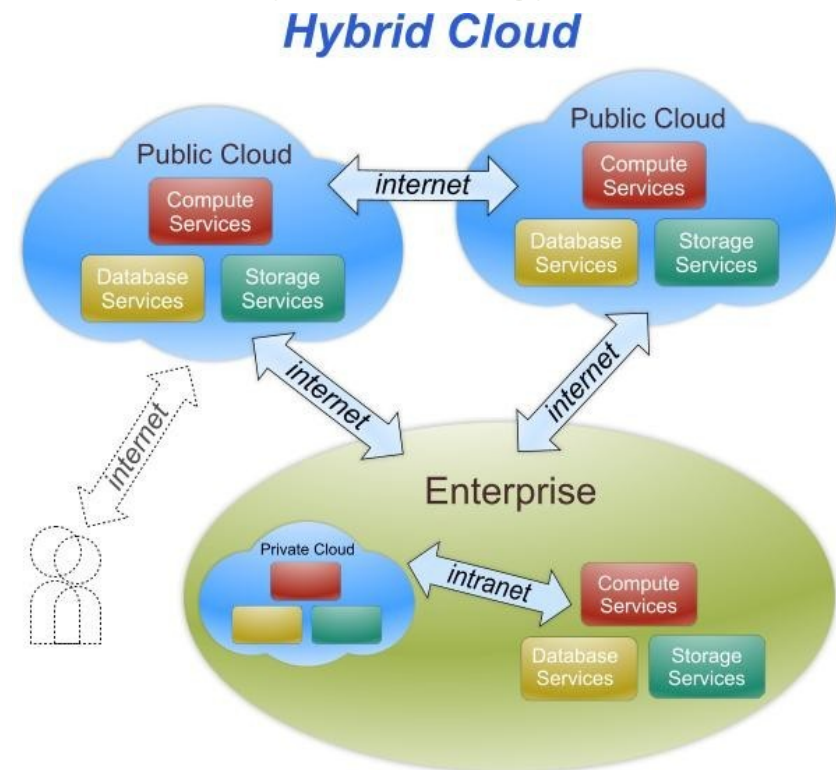 Hybrid Cloud
Public Cloud
Compute
Services
Database
Services
Storage
Services
internet
Public Cloud
Compute
Services
Database
Services
Storage
Services
internet
internet
internet
Enterprise
Private Cloud
intranet
Compute
Services
Database
Services
Storage
Services